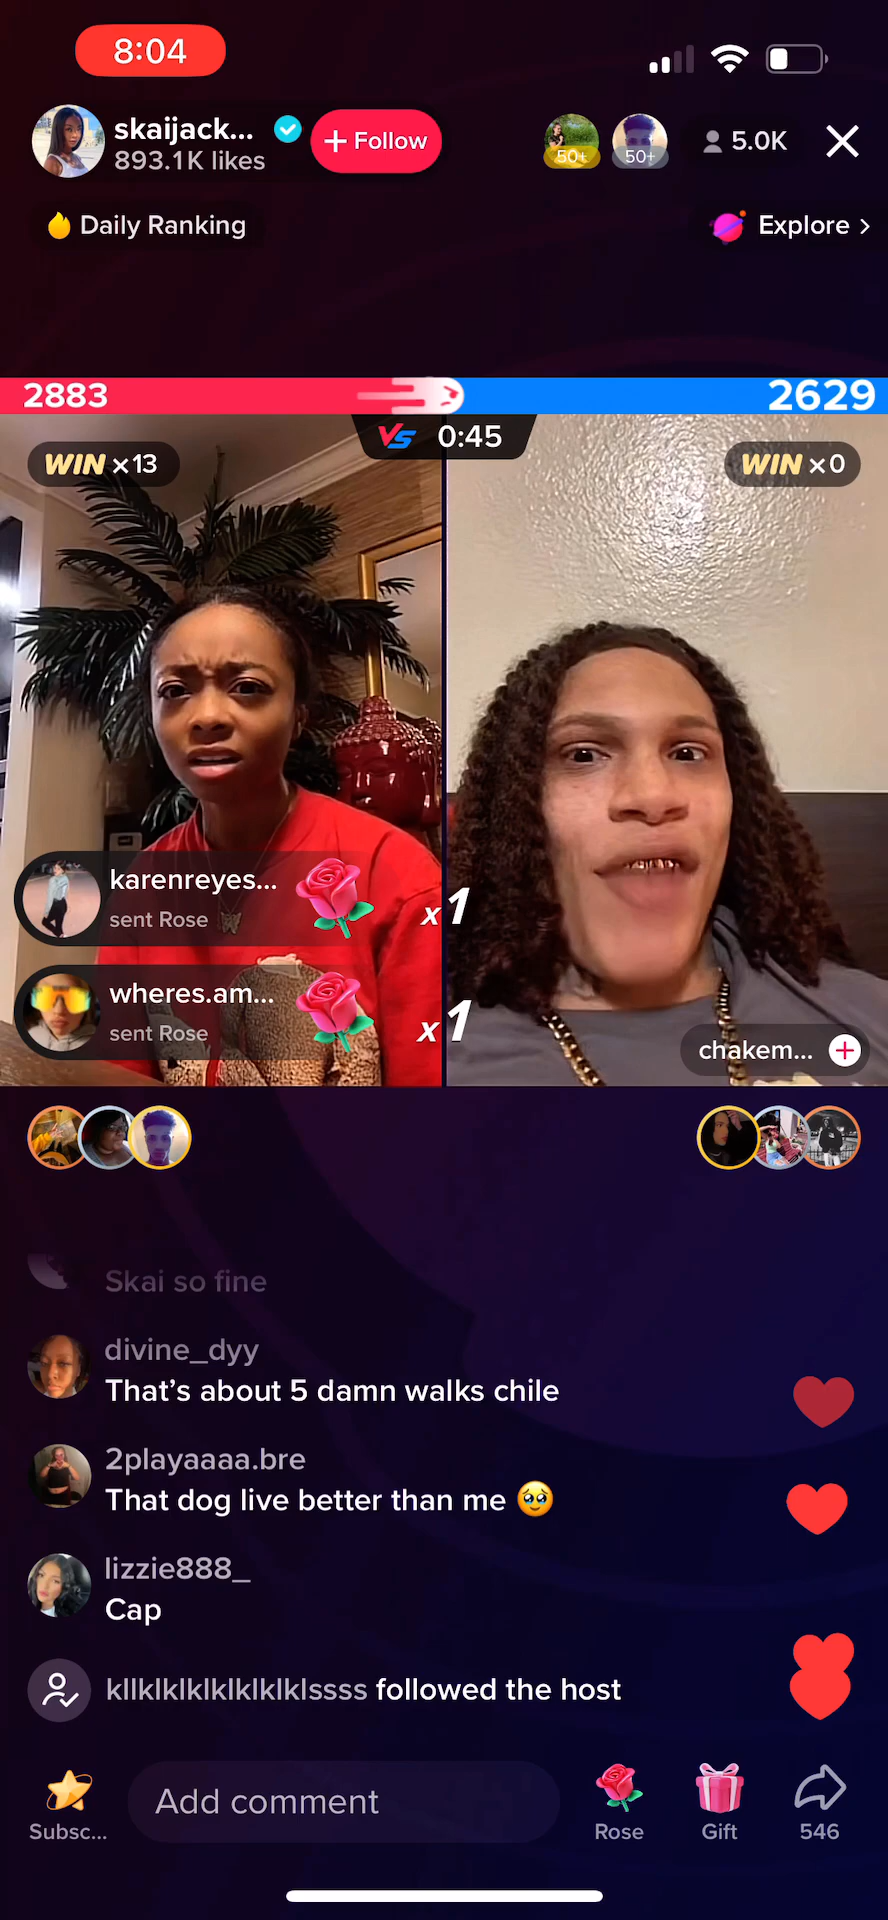 8:04
skaijack...
+ Follow
893.1K likes
50+
50+
5.0K
Daily Ranking
Explore >
2883
2629
VS 0:45
WIN x13
WIN x0
karenreyes...
sent Rose
x1
wheres.am...
sent Rose
x1
chakem...
Skai so fine
divine_dyy
That's about 5 damn walks chile
2playaaaa.bre
That dog live better than me 🥹
lizzie888_
Cap
kllklklklklklklklssss followed the host
Add comment
Subsc...
Rose
Gift
546